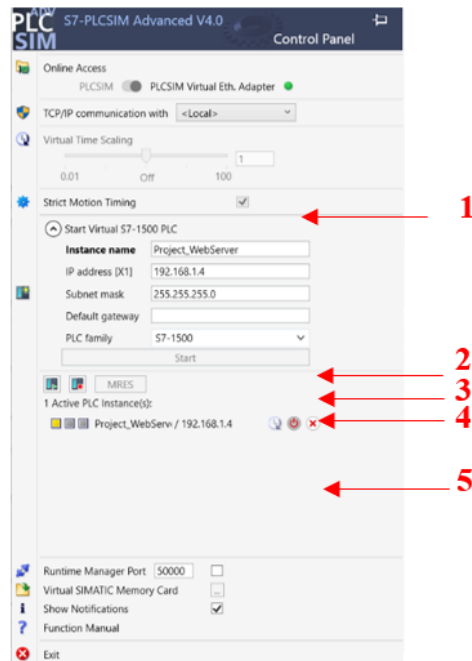 PLC ADV
SIM
S7-PLCSIM Advanced V4.0
Control Panel
Online Access
PLCSIM PLCSIM Virtual Eth. Adapter
TCP/IP communication with <Local>
Virtual Time Scaling
1
0.01 Off 100
Strict Motion Timing
1
Start Virtual S7-1500 PLC
Instance name Project_WebServer
IP address [X1] 192.168.1.4
Subnet mask 255.255.255.0
Default gateway
PLC family S7-1500
Start
2
MRES
3
1 Active PLC Instance(s):
Project_WebServ / 192.168.1.4
4
5
Runtime Manager Port 50000
Virtual SIMATIC Memory Card ...
Show Notifications
Function Manual
Exit